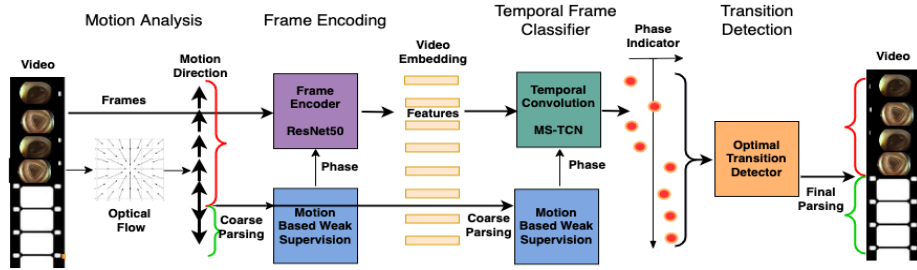 Motion Analysis
Frame Encoding
Temporal Frame
Classifier
Transition
Detection
Video
Motion
Direction
Frames
Optical
Flow
Coarse
Parsing
Frame
Encoder
ResNet50
Phase
Motion
Based Weak
Supervision
Video
Embedding
Features
Coarse
Parsing
Temporal
Convolution
MS-TCN
Phase
Motion
Based Weak
Supervision
Phase
Indicator
Optimal
Transition
Detector
Final
Parsing
Video